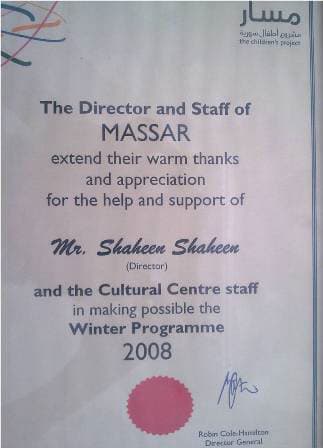 مسار
مشروع أطفال سورية
the children's project
The Director and Staff of
MASSAR
extend their warm thanks
and appreciation
for the help and support of
Mr. Shaheen Shaheen
(Director)
and the Cultural Centre staff
in making possible the
Winter Programme
2008
Robin Cole-Hamilton
Director General